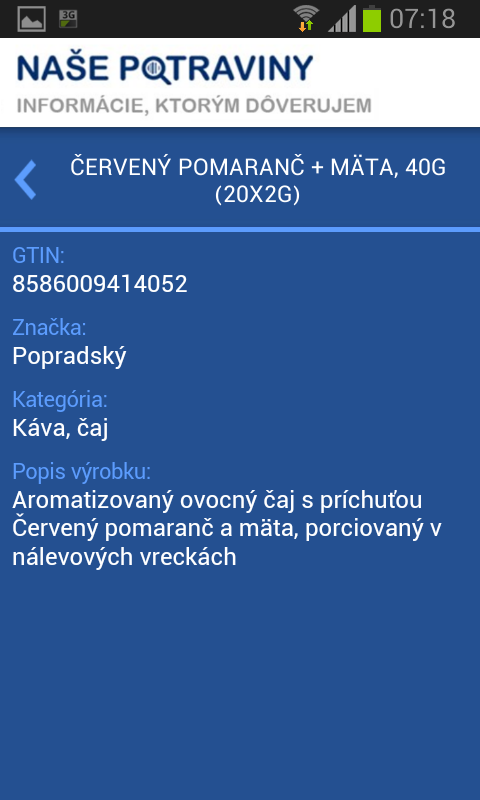 3G
07:18
NAŠE POTRAVINY
INFORMÁCIE, KTORÝM DÔVERUJEM
ČERVENÝ POMARANČ + MÄTA, 40G
(20X2G)
GTIN:
8586009414052
Značka:
Popradský
Kategória:
Káva, čaj
Popis výrobku:
Aromatizovaný ovocný čaj s príchuťou
Červený pomaranč a mäta, porciovaný v
nálevových vreckách